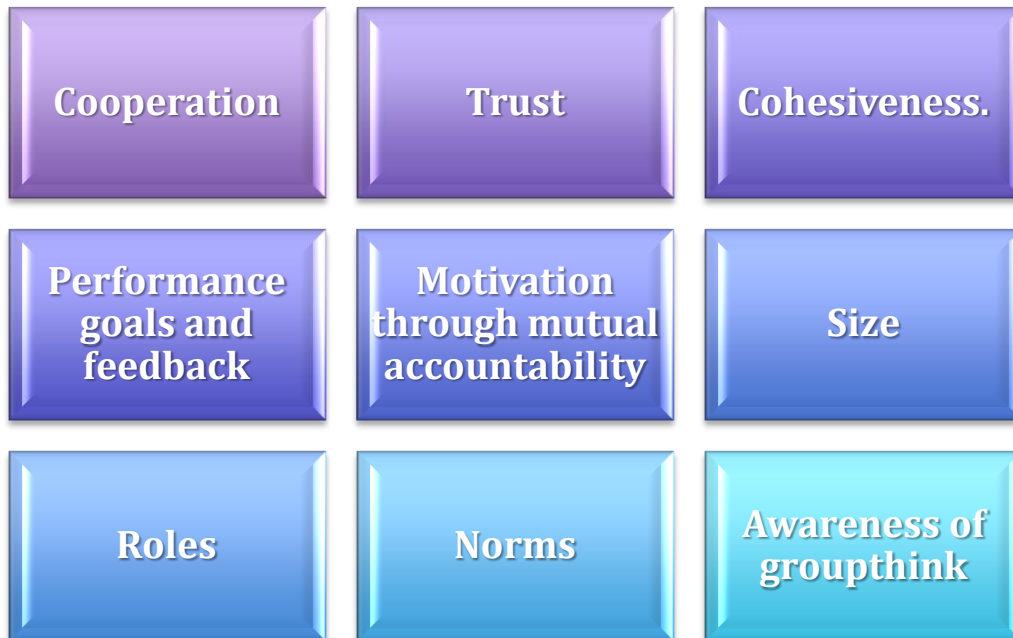 Cooperation
Trust
Cohesiveness.
Performance
goals and
feedback
Motivation
through mutual
accountability
Size
Roles
Norms
Awareness of
groupthink